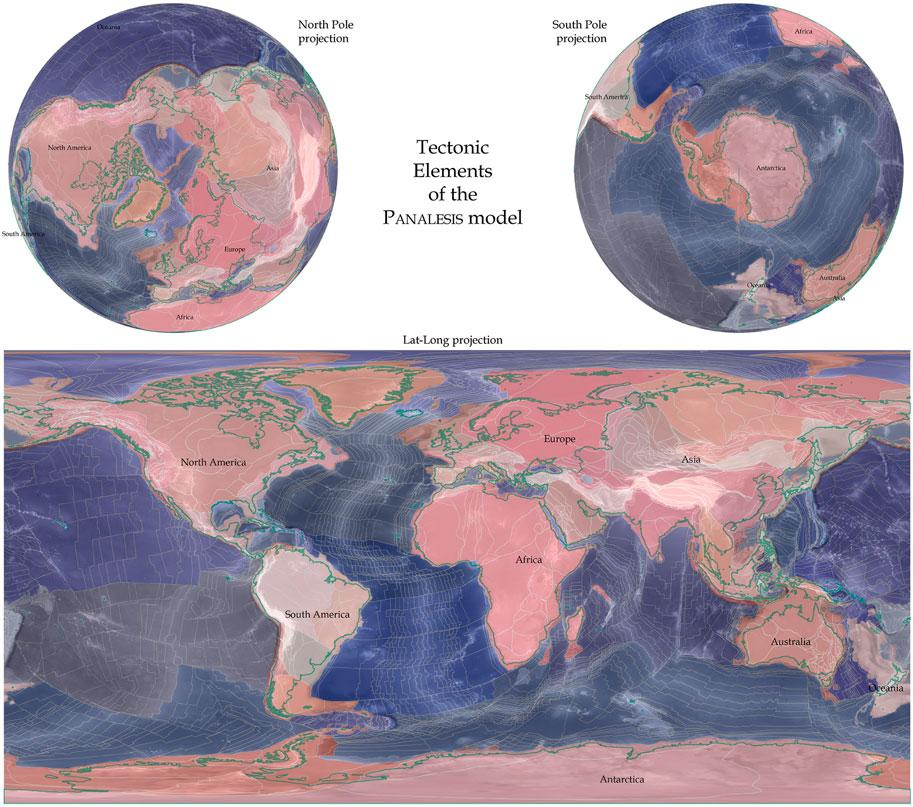 Oceania
North Pole
projection
North America
Asia
South America
Europe
Africa
Tectonic
Elements
of the
PANALESIS model
South Pole
projection
Africa
South America
Antarctica
Australia
Oceania
Asia
Lat-Long projection
North America
Europe
Asia
Africa
South America
Australia
Oceania
Antarctica